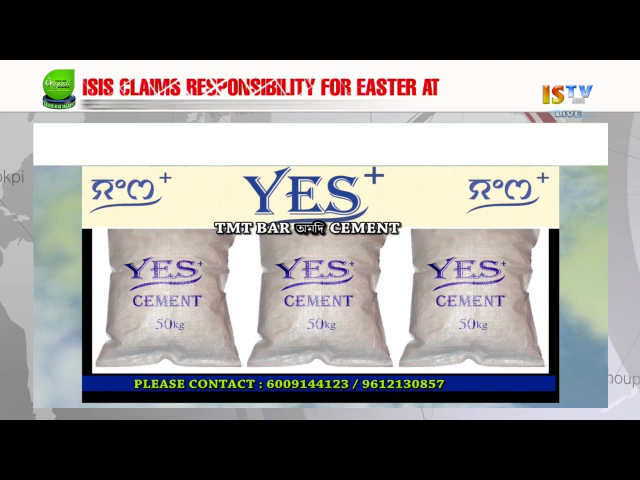 ISIS CLAIMS RESPONSIBILITY FOR EASTER AT
ISTV
LIVE
YES+
TMT BAR অমদি CEMENT
YES+ CEMENT 50kg
YES+ CEMENT 50kg
YES+ CEMENT 50kg
PLEASE CONTACT : 6009144123 / 9612130857